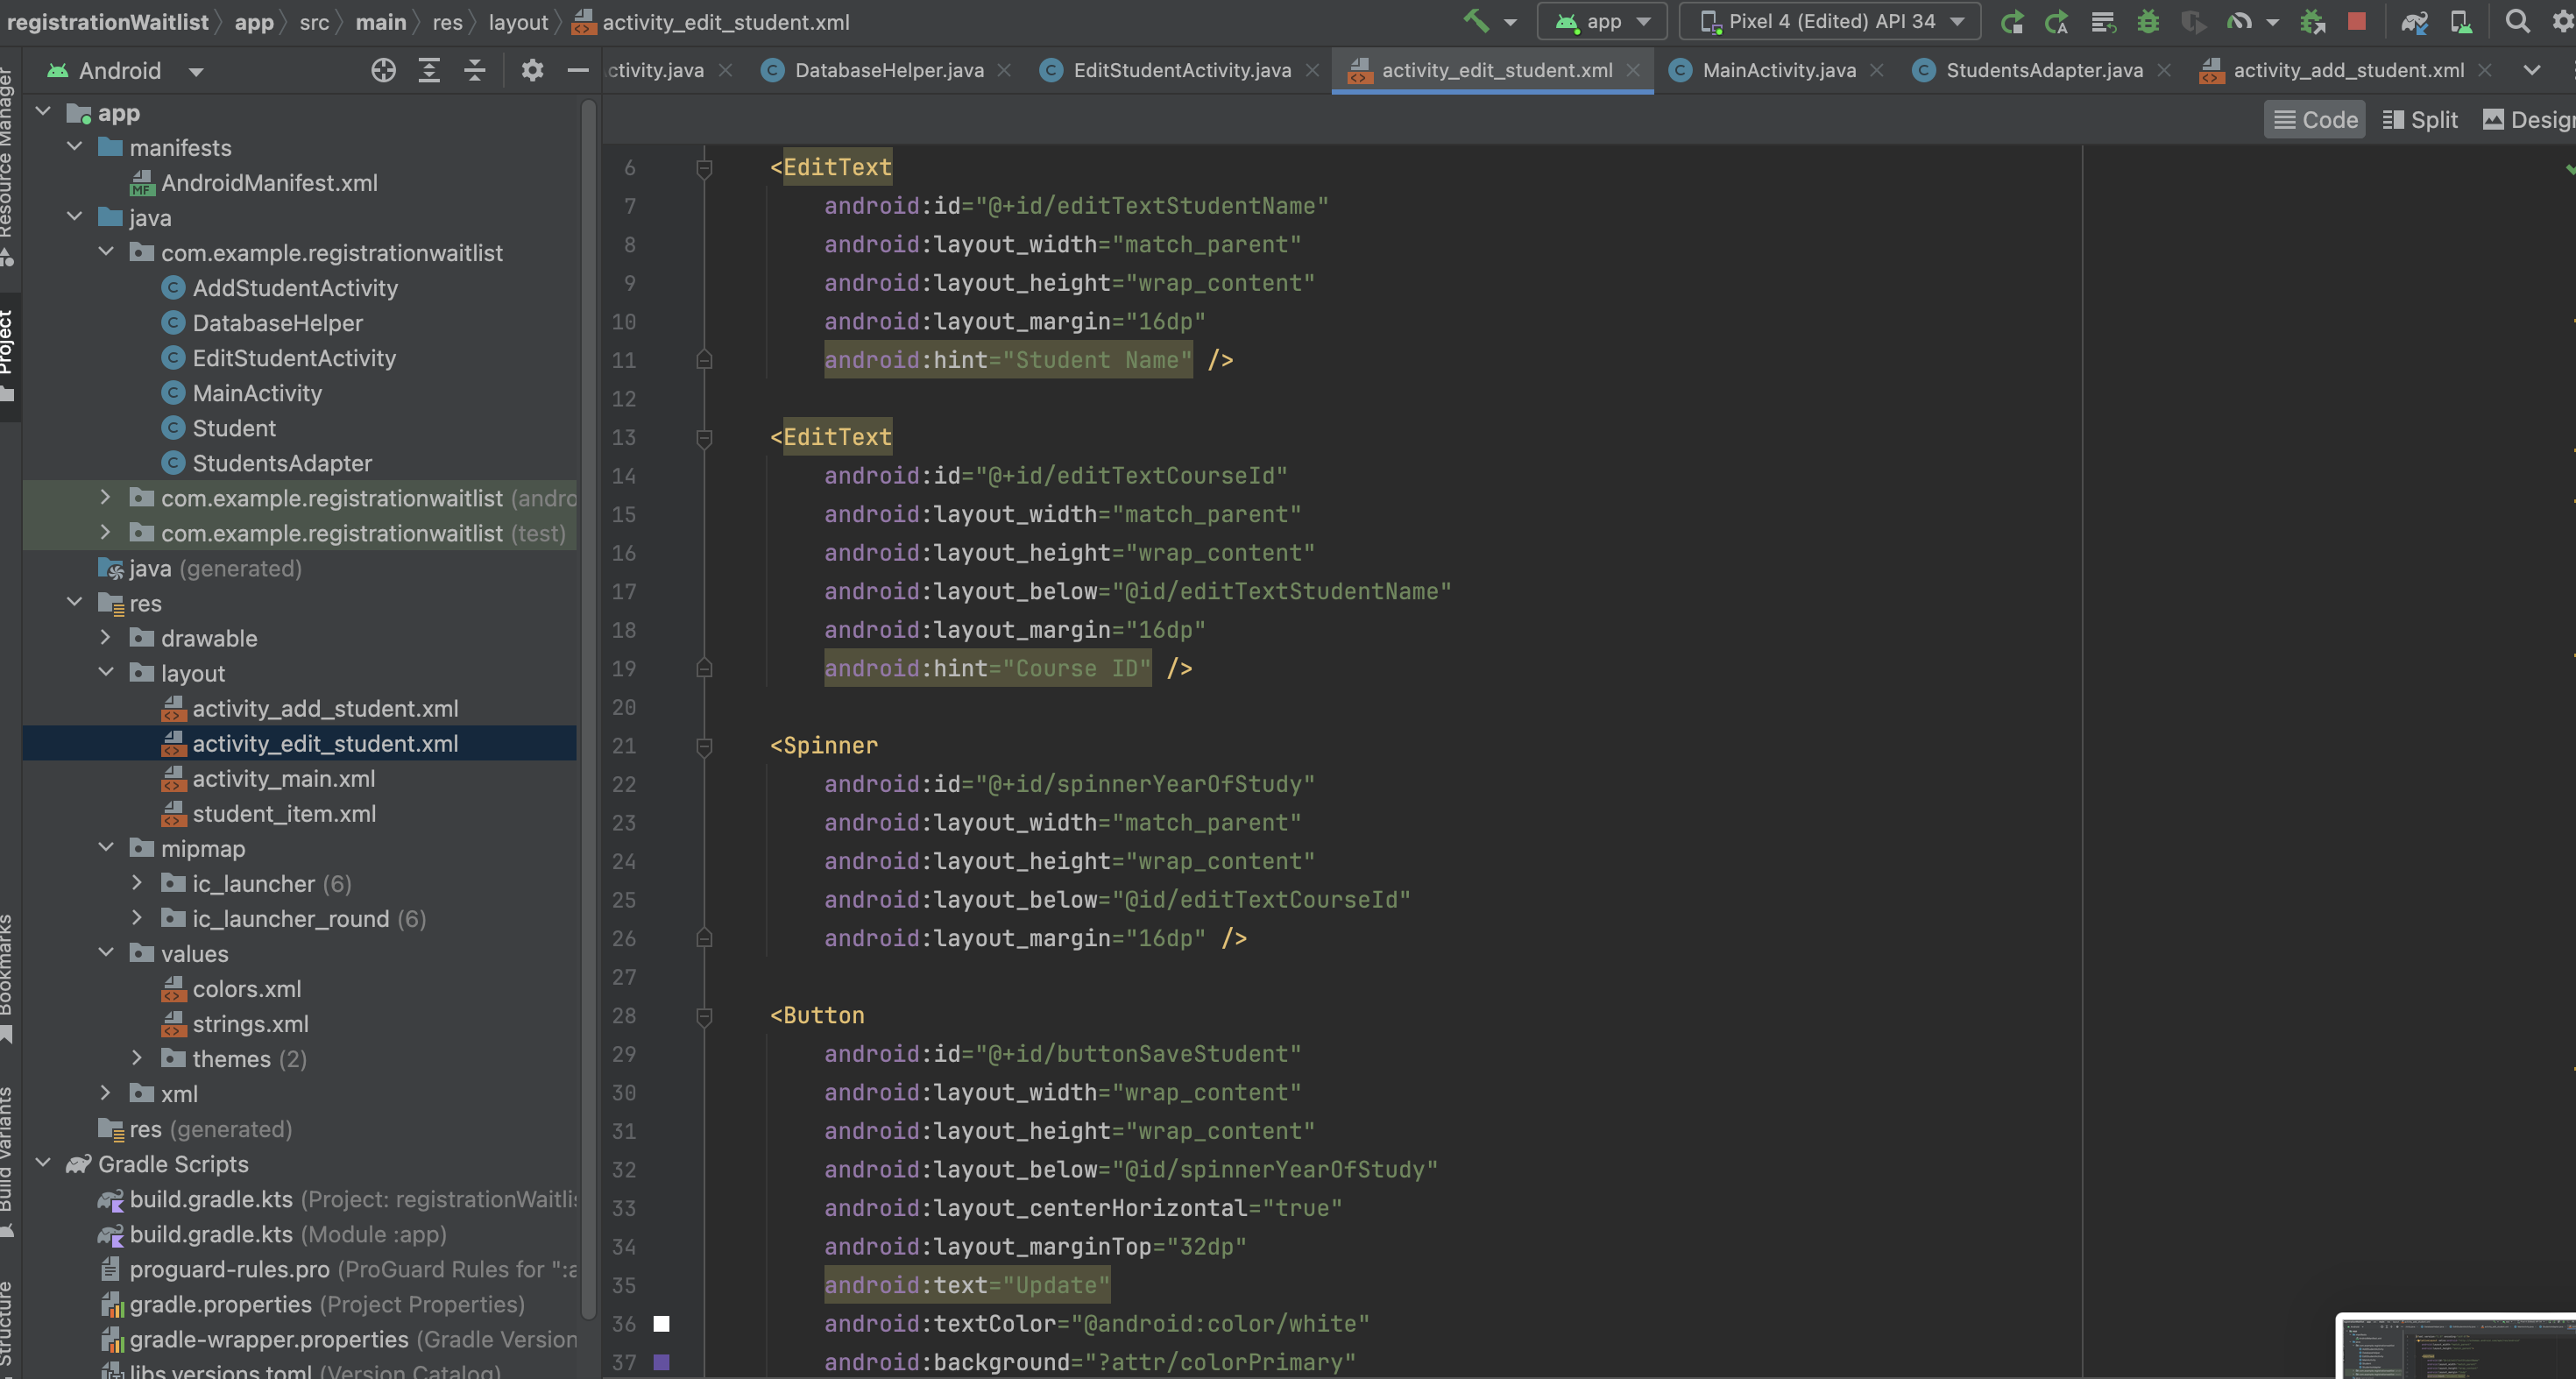 registrationWaitlist app src main res layout activity_edit_student.xml app Pixel 4 (Edited) API 34
Android
ctivity.java DatabaseHelper.java EditStudentActivity.java activity_edit_student.xml MainActivity.java StudentsAdapter.java activity_add_student.xml
Code Split Design
Resource Manager
Project
Bookmarks
Build Variants
Structure
app
manifests
AndroidManifest.xml
java
com.example.registrationwaitlist
AddStudentActivity
DatabaseHelper
EditStudentActivity
MainActivity
Student
StudentsAdapter
com.example.registrationwaitlist (andro
com.example.registrationwaitlist (test)
java (generated)
res
drawable
layout
activity_add_student.xml
activity_edit_student.xml
activity_main.xml
student_item.xml
mipmap
ic_launcher (6)
ic_launcher_round (6)
values
colors.xml
strings.xml
themes (2)
xml
res (generated)
Gradle Scripts
build.gradle.kts (Project: registrationWaitlis
build.gradle.kts (Module :app)
proguard-rules.pro (ProGuard Rules for ":a
gradle.properties (Project Properties)
gradle-wrapper.properties (Gradle Version
libs.versions.toml (Version Catalog)
6 <EditText
7 android:id="@+id/editTextStudentName"
8 android:layout_width="match_parent"
9 android:layout_height="wrap_content"
10 android:layout_margin="16dp"
11 android:hint="Student Name" />
12
13 <EditText
14 android:id="@+id/editTextCourseId"
15 android:layout_width="match_parent"
16 android:layout_height="wrap_content"
17 android:layout_below="@id/editTextStudentName"
18 android:layout_margin="16dp"
19 android:hint="Course ID" />
20
21 <Spinner
22 android:id="@+id/spinnerYearOfStudy"
23 android:layout_width="match_parent"
24 android:layout_height="wrap_content"
25 android:layout_below="@id/editTextCourseId"
26 android:layout_margin="16dp" />
27
28 <Button
29 android:id="@+id/buttonSaveStudent"
30 android:layout_width="wrap_content"
31 android:layout_height="wrap_content"
32 android:layout_below="@id/spinnerYearOfStudy"
33 android:layout_centerHorizontal="true"
34 android:layout_marginTop="32dp"
35 android:text="Update"
36 android:textColor="@android:color/white"
37 android:background="?attr/colorPrimary"